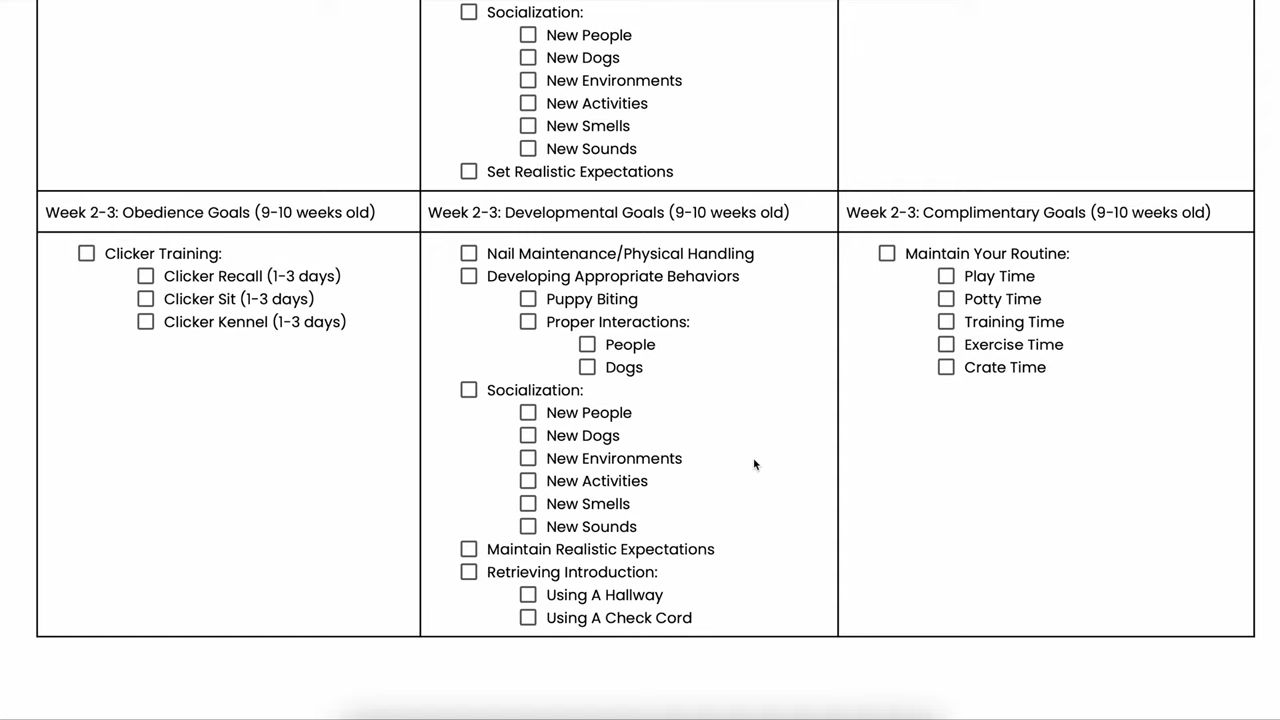 Socialization:
New People
New Dogs
New Environments
New Activities
New Smells
New Sounds
Set Realistic Expectations
Week 2-3: Obedience Goals (9-10 weeks old)
Week 2-3: Developmental Goals (9-10 weeks old)
Week 2-3: Complimentary Goals (9-10 weeks old)
Clicker Training:
Clicker Recall (1-3 days)
Clicker Sit (1-3 days)
Clicker Kennel (1-3 days)
Nail Maintenance/Physical Handling
Developing Appropriate Behaviors
Puppy Biting
Proper Interactions:
People
Dogs
Socialization:
New People
New Dogs
New Environments
New Activities
New Smells
New Sounds
Maintain Realistic Expectations
Retrieving Introduction:
Using A Hallway
Using A Check Cord
Maintain Your Routine:
Play Time
Potty Time
Training Time
Exercise Time
Crate Time